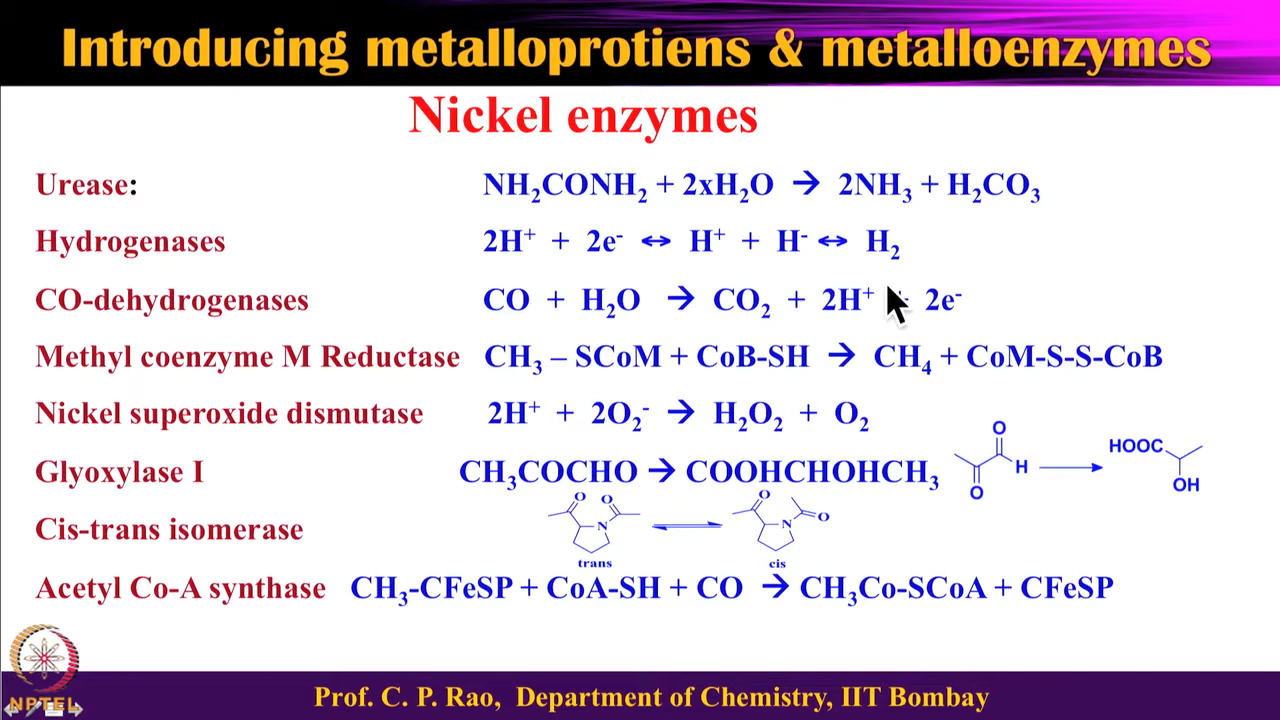 Introducing metalloprotiens & metalloenzymes
Nickel enzymes
Urease: NH₂CONH₂ + 2xH₂O → 2NH₃ + H₂CO₃
Hydrogenases 2H⁺ + 2e⁻ ↔ H⁺ + H⁻ ↔ H₂
CO-dehydrogenases CO + H₂O → CO₂ + 2H⁺ + 2e⁻
Methyl coenzyme M Reductase CH₃ – SCoM + CoB-SH → CH₄ + CoM-S-S-CoB
Nickel superoxide dismutase 2H⁺ + 2O₂⁻ → H₂O₂ + O₂
Glyoxylase I CH₃COCHO → COOHCHOHCH₃ O H O HOOC OH
Cis-trans isomerase O O N trans O N O cis
Acetyl Co-A synthase CH₃-CFeSP + CoA-SH + CO → CH₃Co-SCoA + CFeSP
NPTEL
Prof. C. P. Rao, Department of Chemistry, IIT Bombay